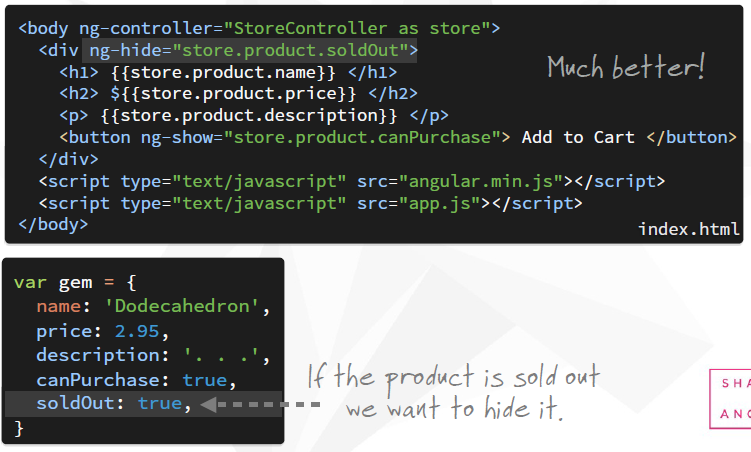 <body ng-controller="StoreController as store">
<div ng-hide="store.product.soldOut">
<h1> {{store.product.name}} </h1>
<h2> ${{store.product.price}} </h2>
<p> {{store.product.description}} </p>
<button ng-show="store.product.canPurchase"> Add to Cart </button>
</div>
<script type="text/javascript" src="angular.min.js"></script>
<script type="text/javascript" src="app.js"></script>
</body>
Much better!
index.html
var gem = {
name: 'Dodecahedron',
price: 2.95,
description: '. . .',
canPurchase: true,
soldOut: true,
}
If the product is sold out
we want to hide it.
SHA
ANG